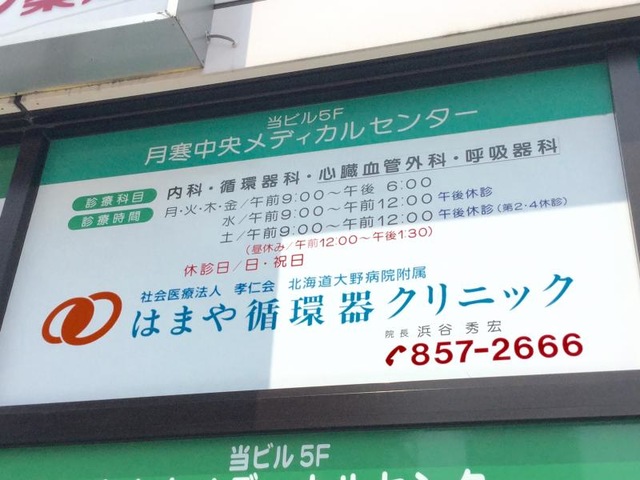 当ビル5F
月寒中央メディカルセンター
診療科目 内科・循環器科・心臓血管外科・呼吸器科
診療時間 月・火・木・金/午前9:00〜午後 6:00
水/午前9:00〜午前12:00 午後休診
土/午前9:00〜午前12:00 午後休診(第2・4休診)
(昼休み/午前12:00〜午後1:30)
休診日/日・祝日
社会医療法人 孝仁会 北海道大野病院附属
はまや循環器クリニック
院長 浜谷 秀宏
857-2666
当ビル5F